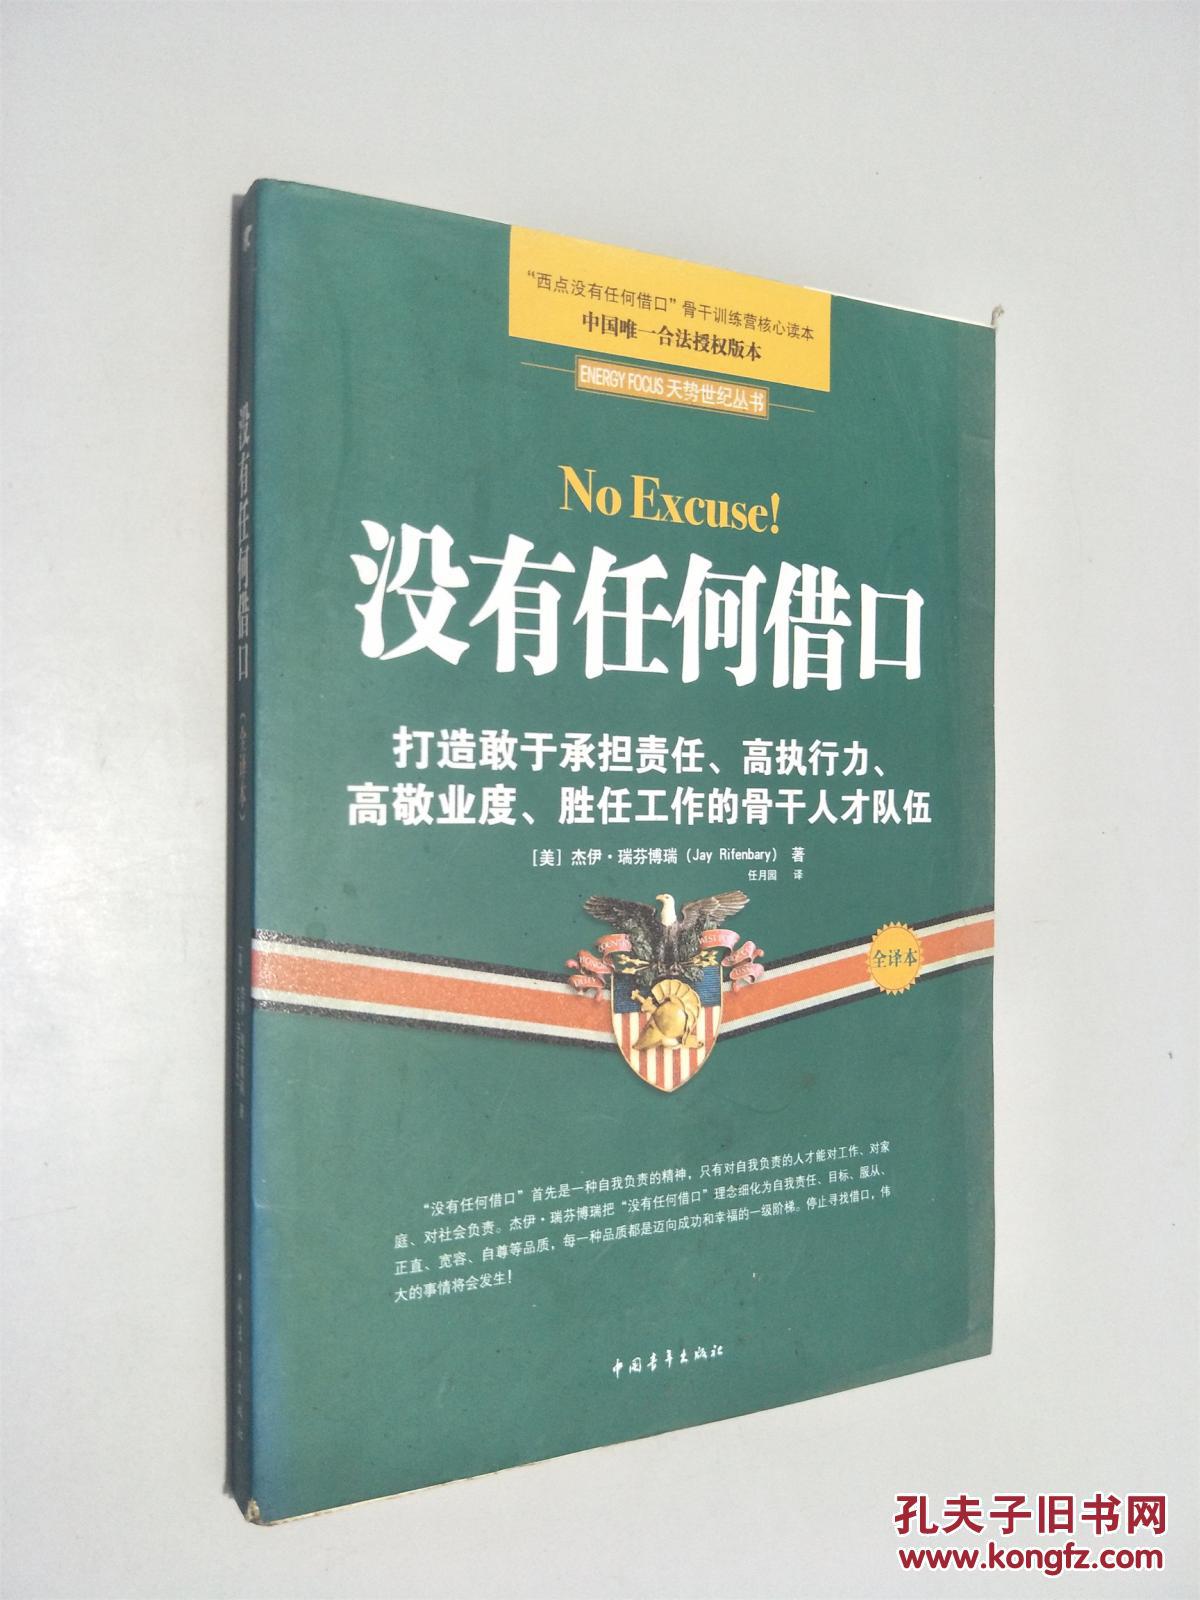 “西点没有任何借口”骨干训练营核心读本
中国唯一合法授权版本
ENERGY FOCUS 天势世纪丛书
No Excuse!
没有任何借口
打造敢于承担责任、高执行力、
高敬业度、胜任工作的骨干人才队伍
[美] 杰伊·瑞芬博瑞 (Jay Rifenbary) 著
任月园 译
全译本
“没有任何借口”首先是一种自我负责的精神，只有对自我负责的人才能对工作、对家
庭、对社会负责。杰伊·瑞芬博瑞把“没有任何借口”理念细化为自我责任、目标、服从、
正直、宽容、自尊等品质，每一种品质都是迈向成功和幸福的一级阶梯。停止寻找借口，伟
大的事情将会发生！
中国青年出版社
没有任何借口（全译本）
孔夫子旧书网
www.kongfz.com